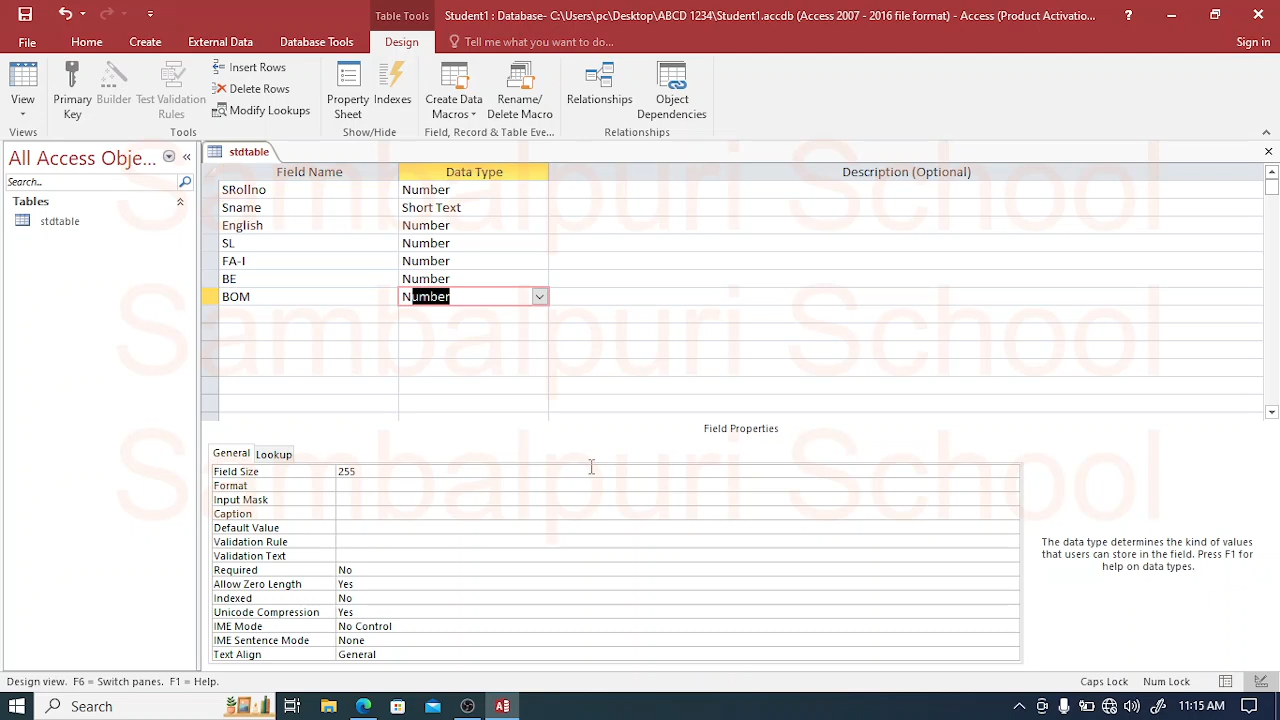 Table Tools
Student1 : Database- C:\Users\pc\Desktop\ABCD 1234\Student1.accdb (Access 2007 - 2016 file format) - Access (Product Activatio...
?
File Home Create External Data Database Tools Design Tell me what you want to do... Sign in
View Primary Key Builder Test Validation Rules Insert Rows Delete Rows Modify Lookups Property Sheet Indexes Create Data Macros Rename/ Delete Macro Relationships Object Dependencies
Views Tools Show/Hide Field, Record & Table Eve... Relationships
All Access Obje...
Search...
Tables
stdtable
stdtable
Field Name Data Type Description (Optional)
SRollno Number
Sname Short Text
English Number
SL Number
FA-I Number
BE Number
BOM Number
Field Properties
General Lookup
Field Size 255
Format
Input Mask
Caption
Default Value
Validation Rule
Validation Text
Required No
Allow Zero Length Yes
Indexed No
Unicode Compression Yes
IME Mode No Control
IME Sentence Mode None
Text Align General
The data type determines the kind of values
that users can store in the field. Press F1 for
help on data types.
Sambalpuri School
Sambalpuri School
Sambalpuri School
Design view. F6 = Switch panes. F1 = Help. Caps Lock Num Lock
Search 11:15 AM